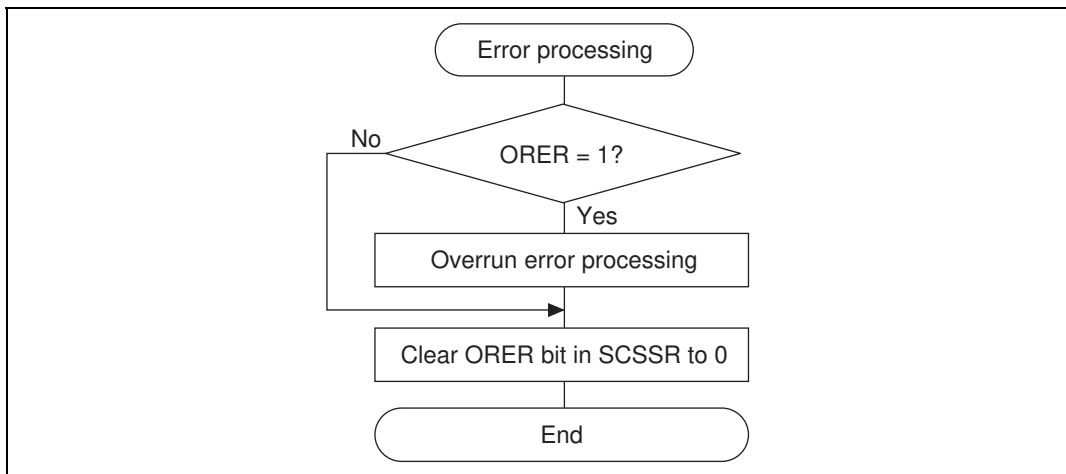 Error processing
No
ORER = 1?
Yes
Overrun error processing
Clear ORER bit in SCSSR to 0
End